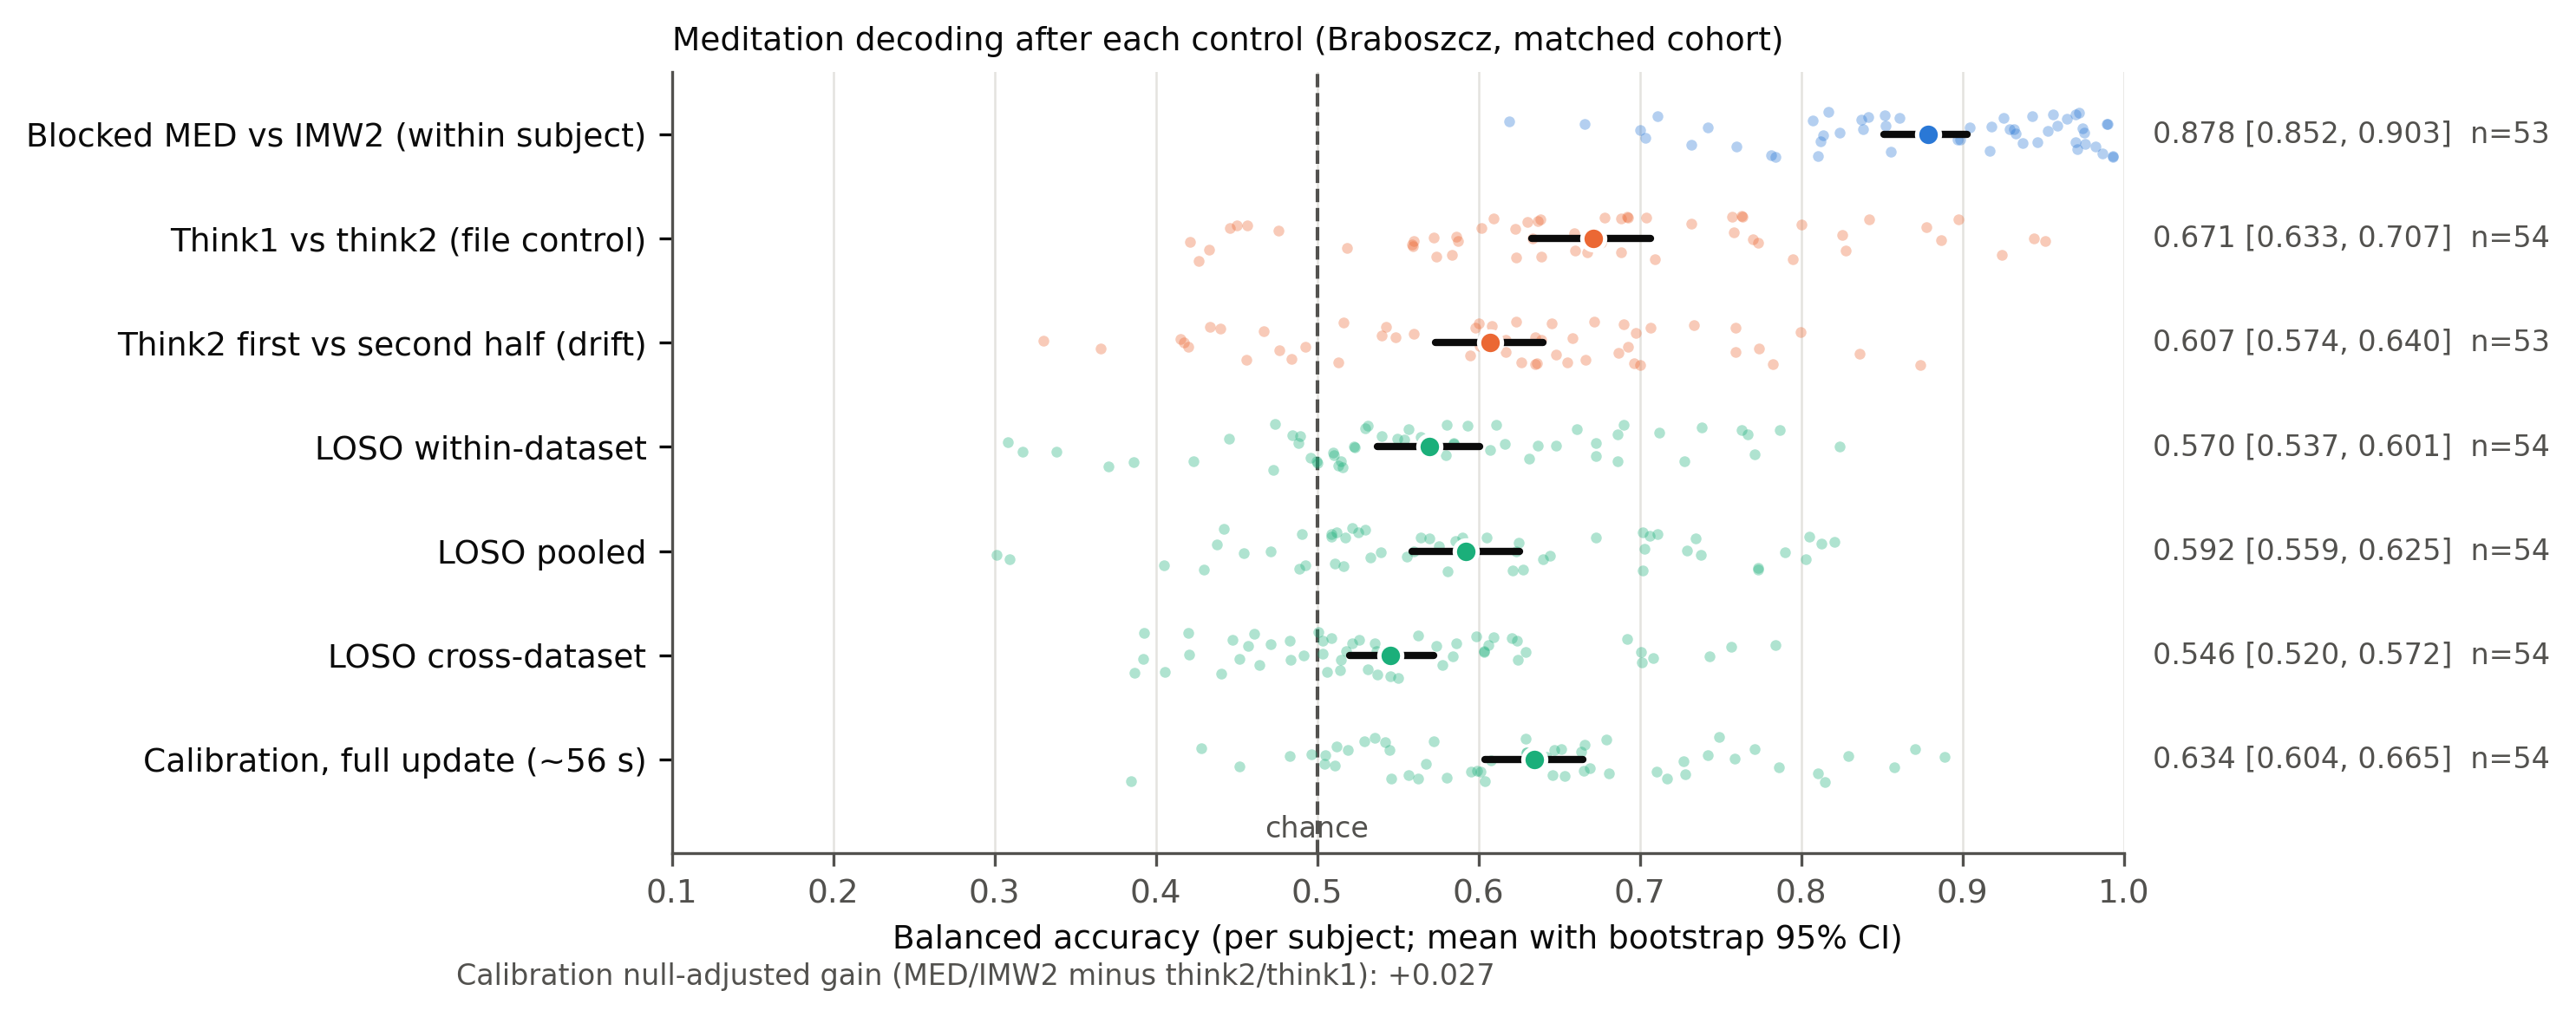 Meditation decoding after each control (Braboszcz, matched cohort)
Blocked MED vs IMW2 (within subject)
0.878 [0.852, 0.903]  n=53
Think1 vs think2 (file control)
0.671 [0.633, 0.707]  n=54
Think2 first vs second half (drift)
0.607 [0.574, 0.640]  n=53
LOSO within-dataset
0.570 [0.537, 0.601]  n=54
LOSO pooled
0.592 [0.559, 0.625]  n=54
LOSO cross-dataset
0.546 [0.520, 0.572]  n=54
Calibration, full update (~56 s)
0.634 [0.604, 0.665]  n=54
chance
0.1 0.2 0.3 0.4 0.5 0.6 0.7 0.8 0.9 1.0
Balanced accuracy (per subject; mean with bootstrap 95% CI)
Calibration null-adjusted gain (MED/IMW2 minus think2/think1): +0.027